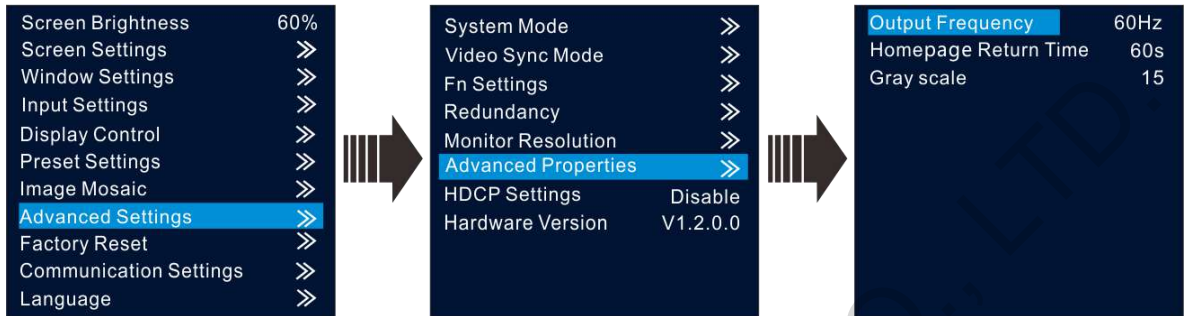 Screen Brightness 60%
Screen Settings
Window Settings
Input Settings
Display Control
Preset Settings
Image Mosaic
Advanced Settings
Factory Reset
Communication Settings
Language
System Mode
Video Sync Mode
Fn Settings
Redundancy
Monitor Resolution
Advanced Properties
HDCP Settings Disable
Hardware Version V1.2.0.0
Output Frequency 60Hz
Homepage Return Time 60s
Gray scale 15